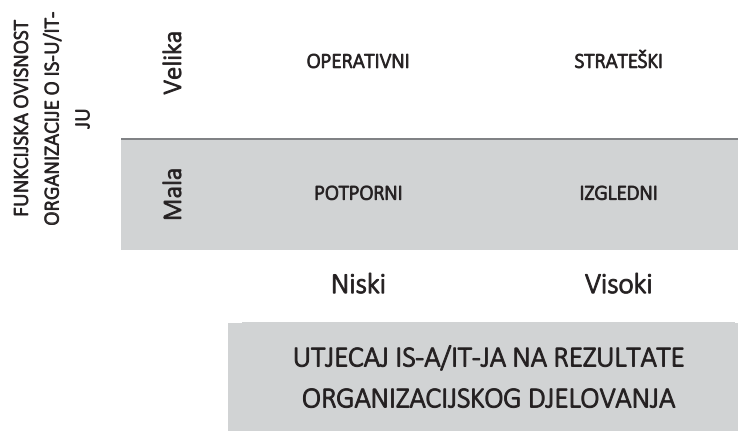 FUNKCIJSKA OVISNOST
ORGANIZACIJE O IS-U/IT-
JU
Velika
OPERATIVNI
STRATEŠKI
Mala
POTPORNI
IZGLEDNI
Niski
Visoki
UTJECAJ IS-A/IT-JA NA REZULTATE
ORGANIZACIJSKOG DJELOVANJA